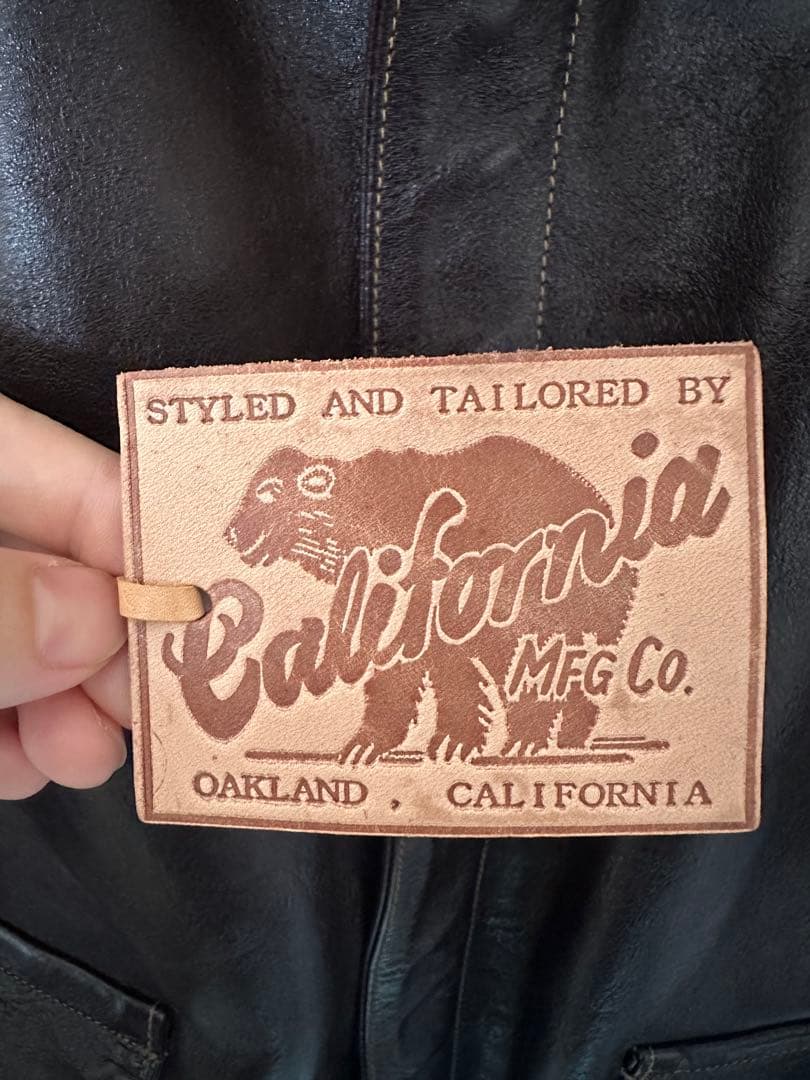 STYLED AND TAILORED BY
California
MFG CO.
OAKLAND, CALIFORNIA